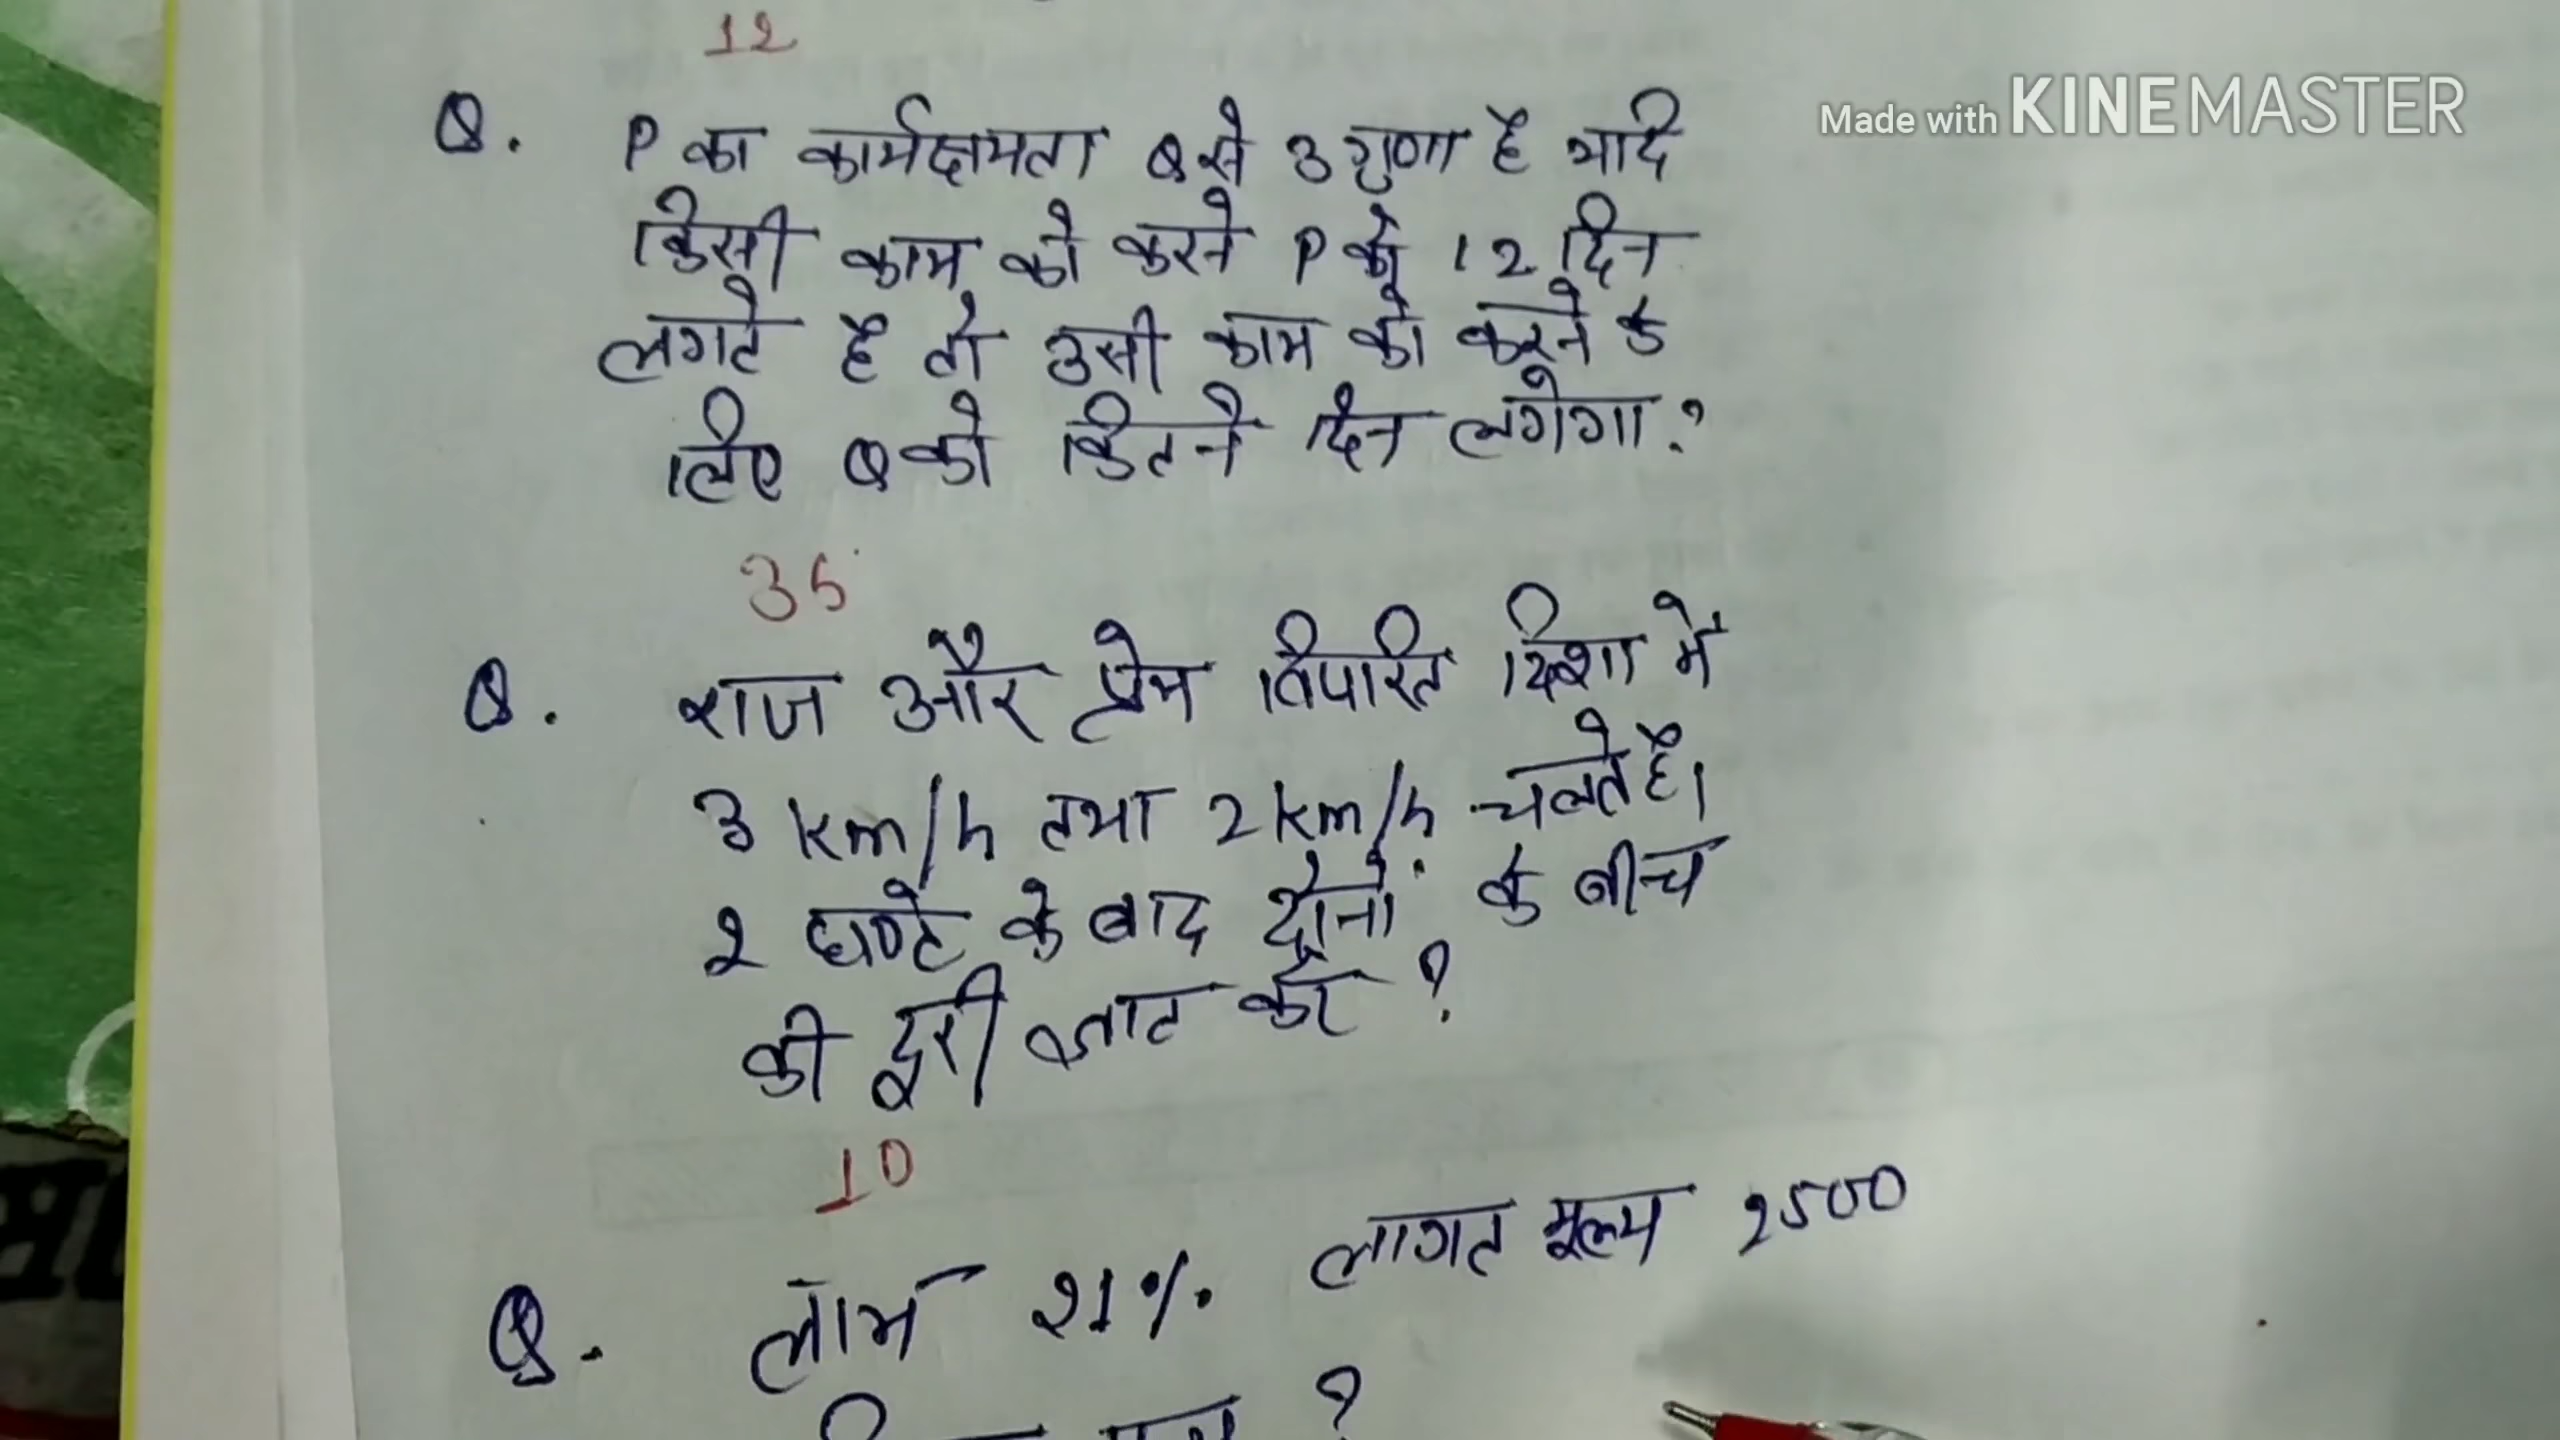 12
Made with KINEMASTER
Q. P का कार्यक्षमता Q से 3 गुणा है यदि
किसी काम को करने P को 12 दिन
लगते है तो उसी काम को करने के
लिए Q को कितने दिन लगेगा?
36
Q. राज और प्रेम विपरित दिशा में
3 km/h तथा 2 km/h चलते है।
2 घण्टे के बाद दोनो के बीच
की दूरी ज्ञात करें ?
10
Q. लाभ 21% लागत मूल्य 2500
?